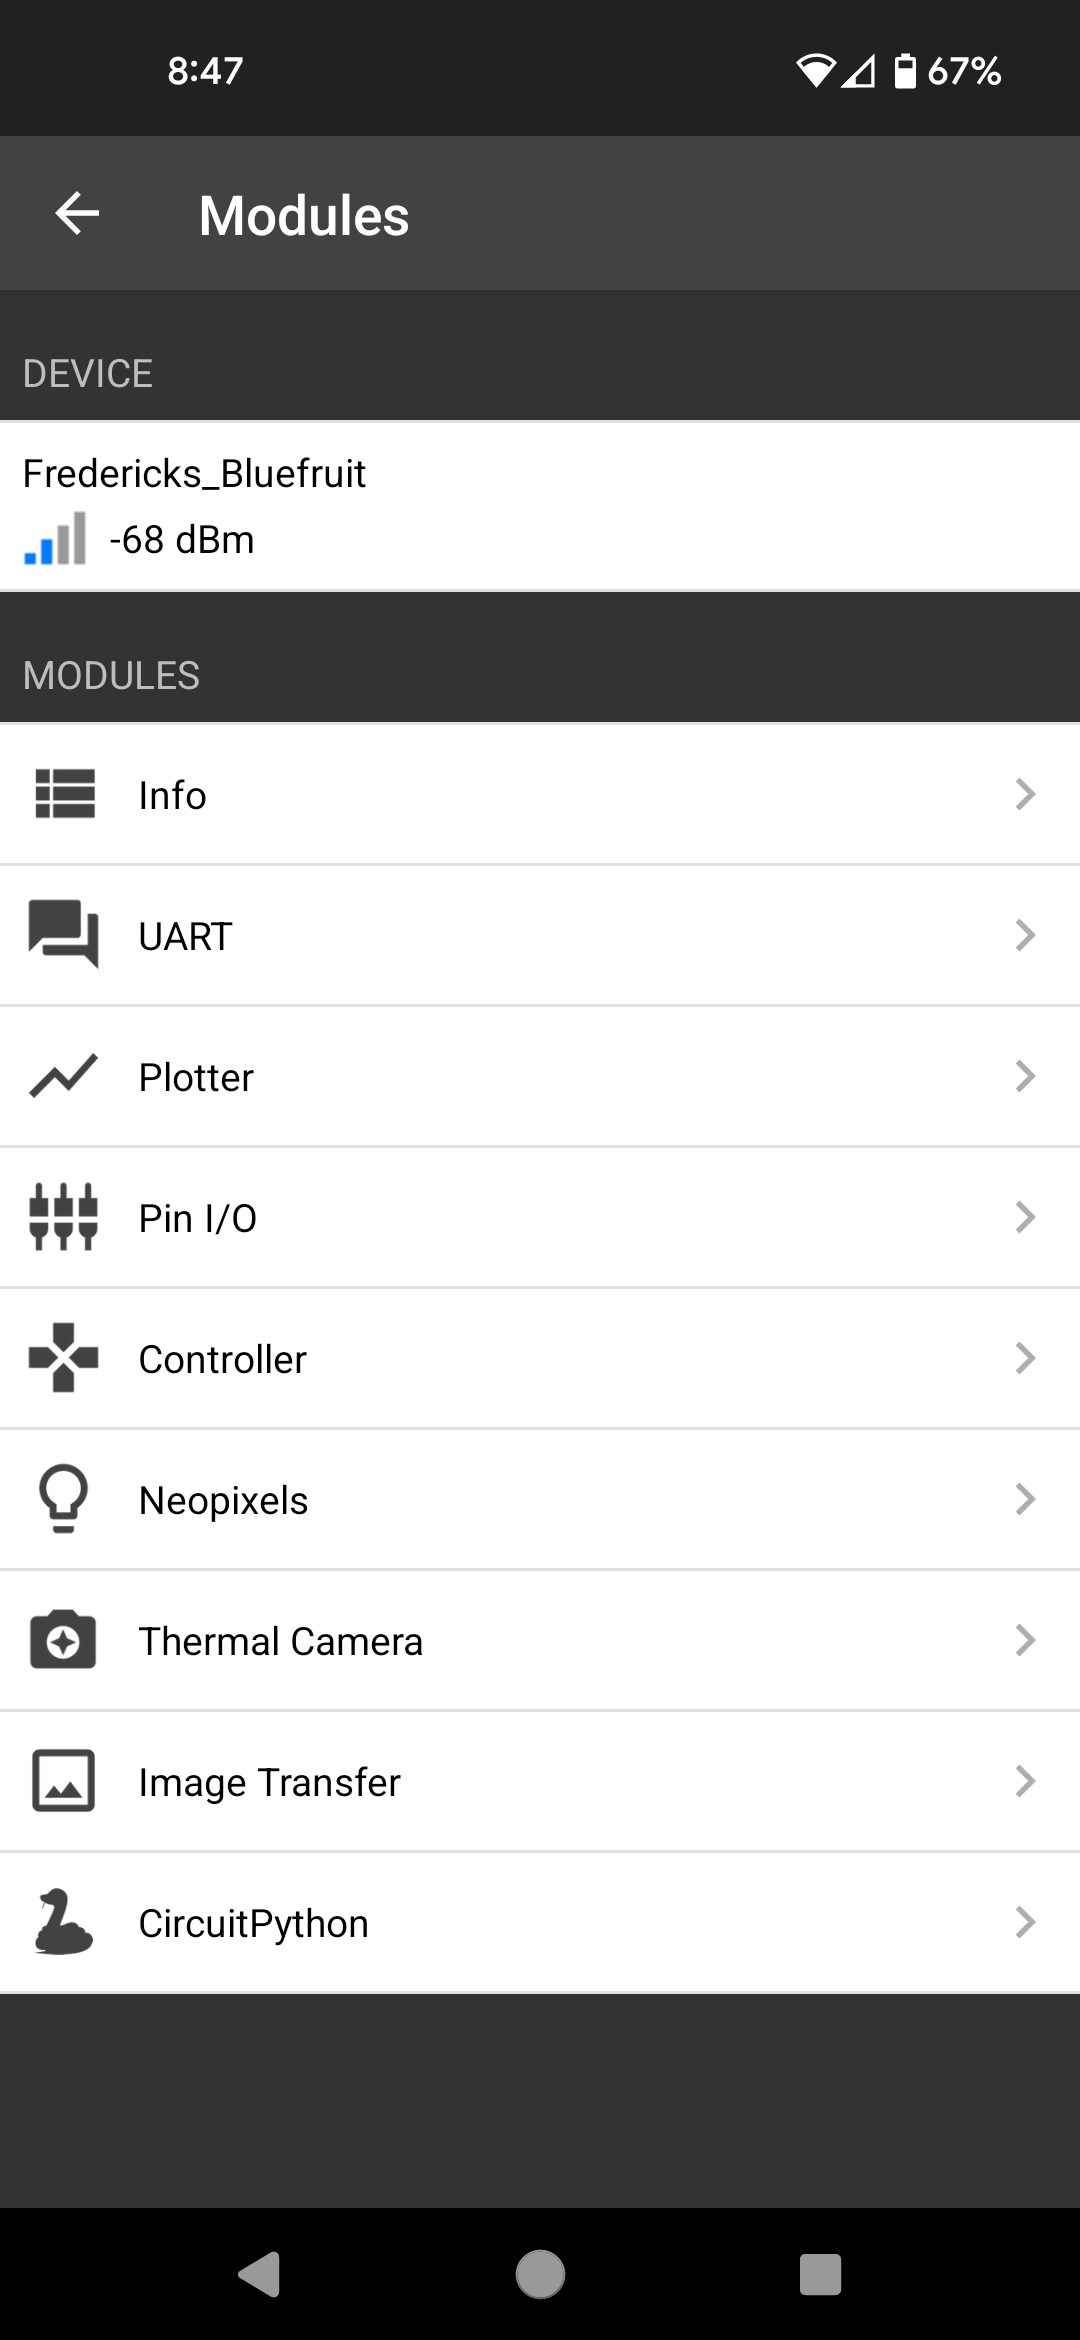 8:47
67%
Modules
DEVICE
Fredericks_Bluefruit
-68 dBm
MODULES
Info
UART
Plotter
Pin I/O
Controller
Neopixels
Thermal Camera
Image Transfer
CircuitPython